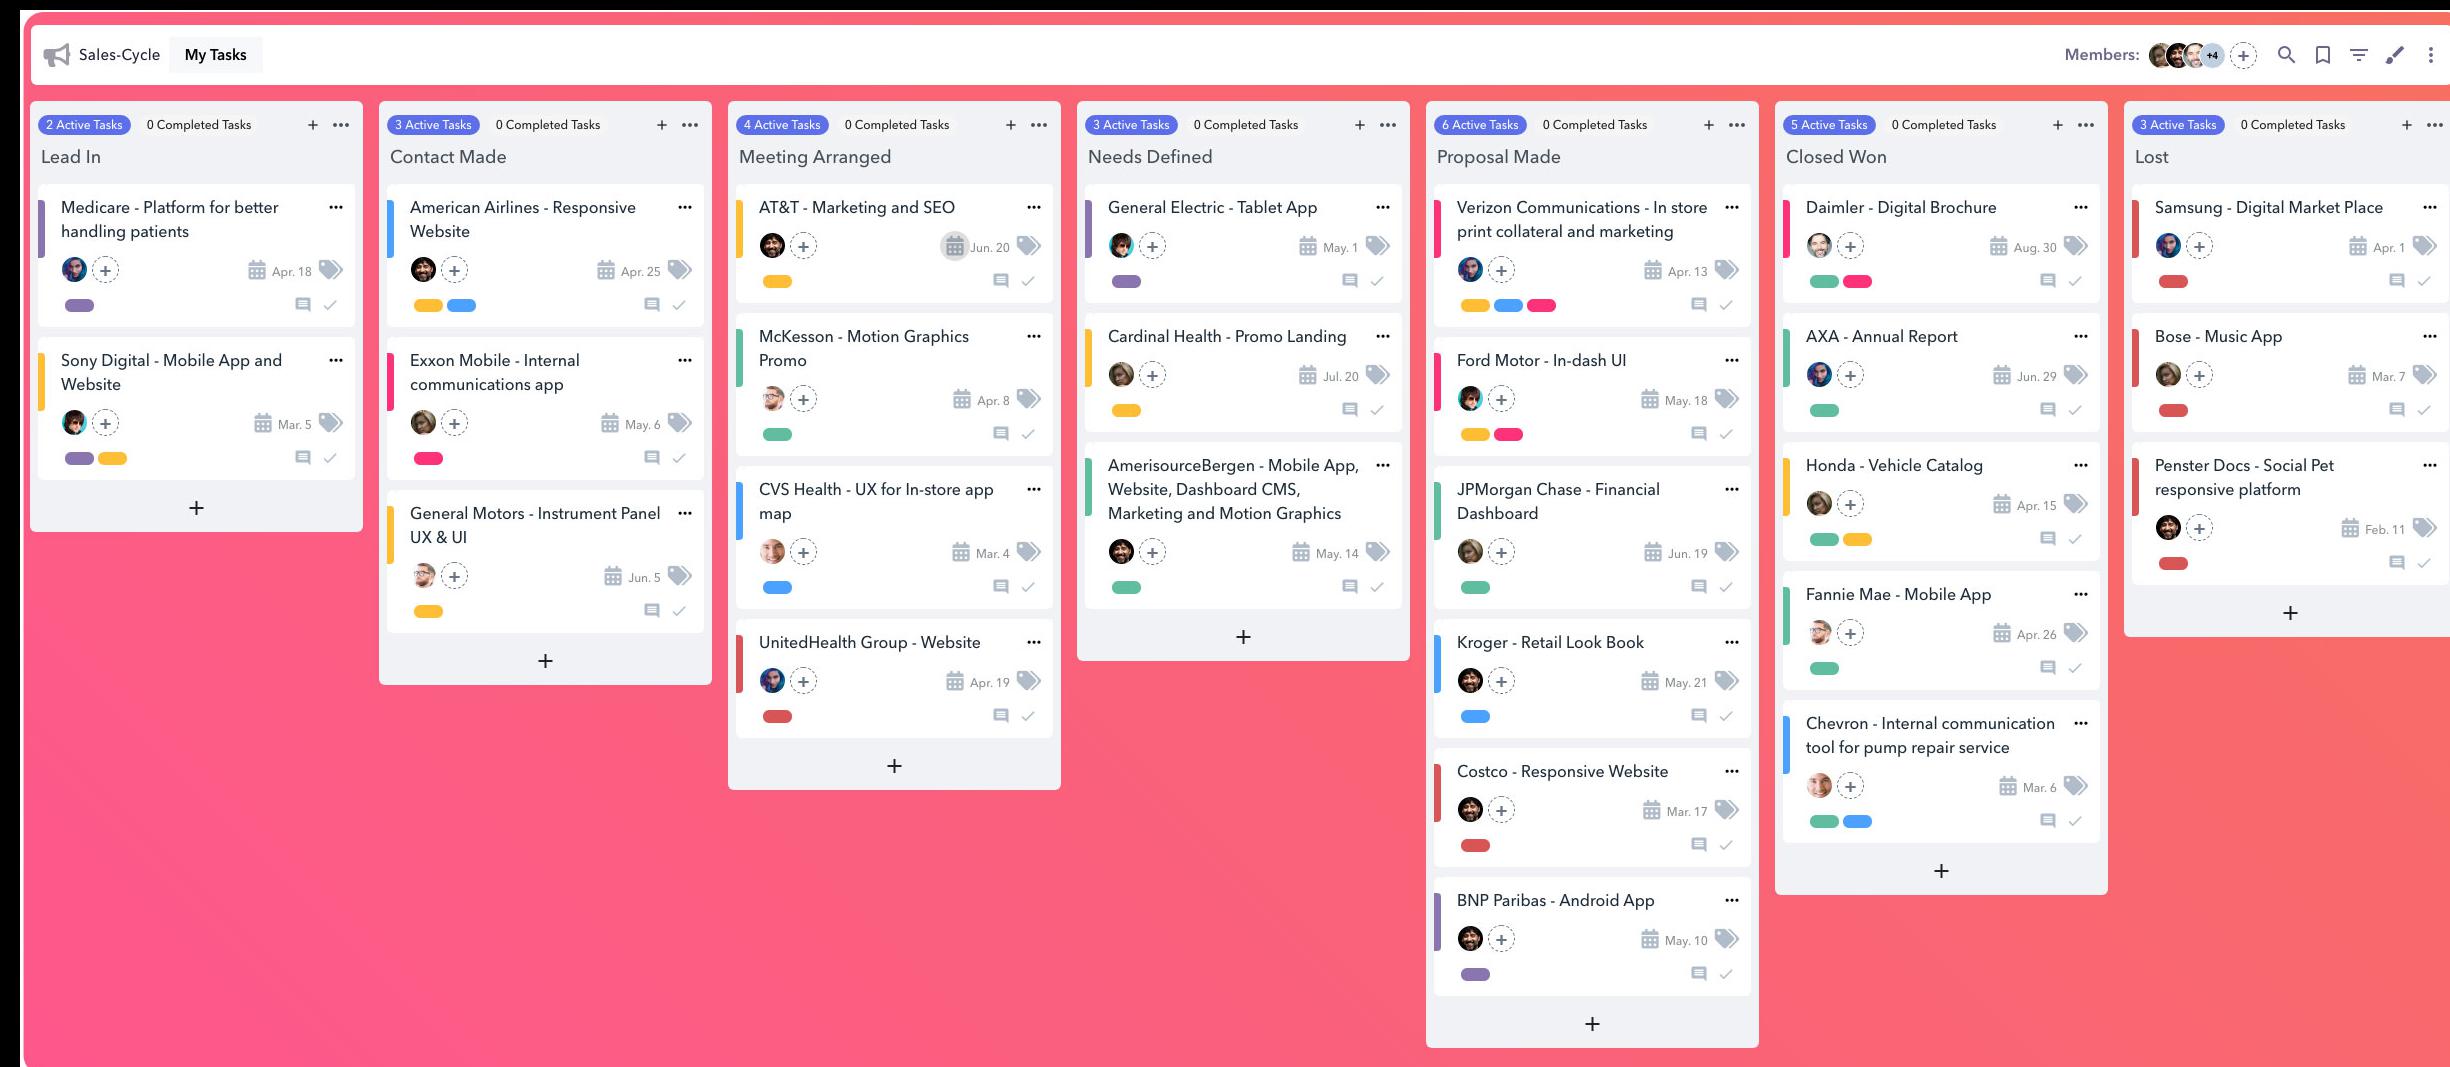 Sales-Cycle My Tasks
Members: +4
2 Active Tasks 0 Completed Tasks
Lead In
Medicare - Platform for better
handling patients
Apr. 18
Sony Digital - Mobile App and
Website
Mar. 5
3 Active Tasks 0 Completed Tasks
Contact Made
American Airlines - Responsive
Website
Apr. 25
Exxon Mobile - Internal
communications app
May. 6
General Motors - Instrument Panel
UX & UI
Jun. 5
4 Active Tasks 0 Completed Tasks
Meeting Arranged
AT&T - Marketing and SEO
Jun. 20
McKesson - Motion Graphics
Promo
Apr. 8
CVS Health - UX for In-store app
map
Mar. 4
UnitedHealth Group - Website
Apr. 19
3 Active Tasks 0 Completed Tasks
Needs Defined
General Electric - Tablet App
May. 1
Cardinal Health - Promo Landing
Jul. 20
AmerisourceBergen - Mobile App,
Website, Dashboard CMS,
Marketing and Motion Graphics
May. 14
6 Active Tasks 0 Completed Tasks
Proposal Made
Verizon Communications - In store
print collateral and marketing
Apr. 13
Ford Motor - In-dash UI
May. 18
JPMorgan Chase - Financial
Dashboard
Jun. 19
Kroger - Retail Look Book
May. 21
Costco - Responsive Website
Mar. 17
BNP Paribas - Android App
May. 10
5 Active Tasks 0 Completed Tasks
Closed Won
Daimler - Digital Brochure
Aug. 30
AXA - Annual Report
Jun. 29
Honda - Vehicle Catalog
Apr. 15
Fannie Mae - Mobile App
Apr. 26
Chevron - Internal communication
tool for pump repair service
Mar. 6
3 Active Tasks 0 Completed Tasks
Lost
Samsung - Digital Market Place
Apr. 1
Bose - Music App
Mar. 7
Penster Docs - Social Pet
responsive platform
Feb. 11